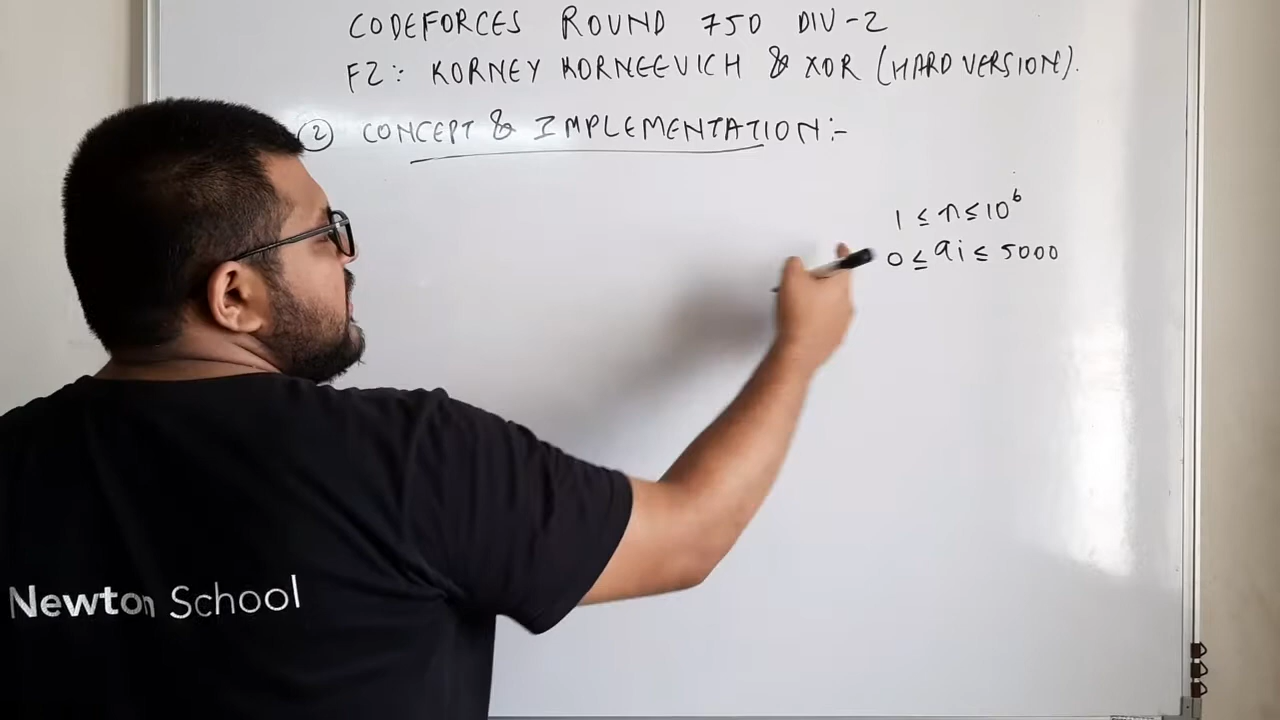 CODEFORCES ROUND 750 DIV-2
F2: KORNEY KORNEEVICH & XOR (HARD VERSION).
② CONCEPT & IMPLEMENTATION:-
1 ≤ n ≤ 10⁶
0 ≤ ai ≤ 5000
Newton School